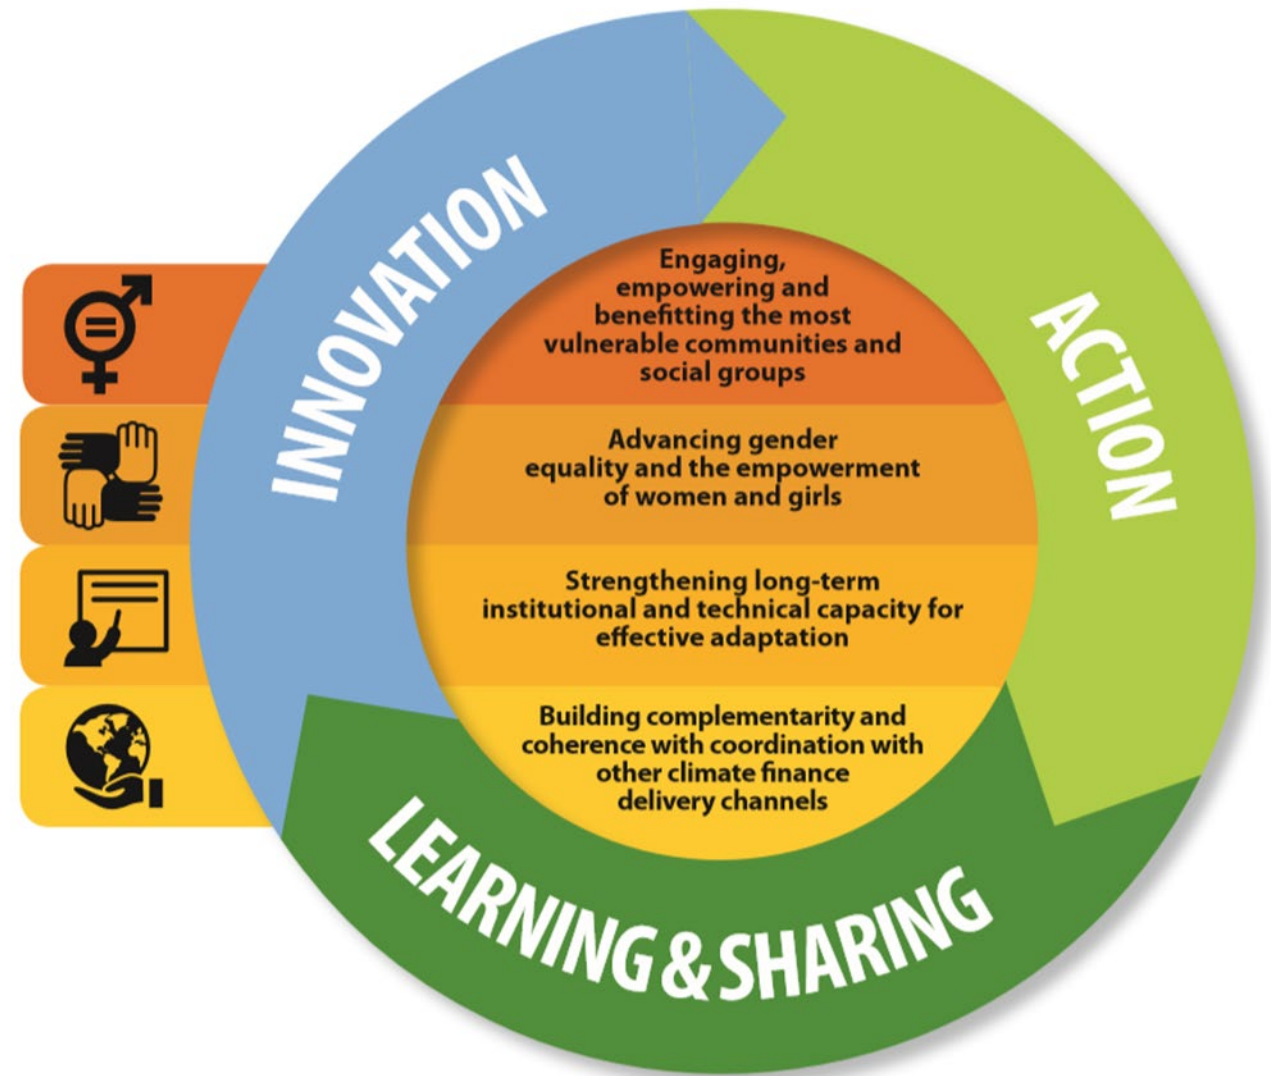 INNOVATION
ACTION
Engaging,
empowering and
benefitting the most
vulnerable communities and
social groups
Advancing gender
equality and the empowerment
of women and girls
Strengthening long-term
institutional and technical capacity for
effective adaptation
Building complementarity and
coherence with coordination with
other climate finance
delivery channels
LEARNING & SHARING